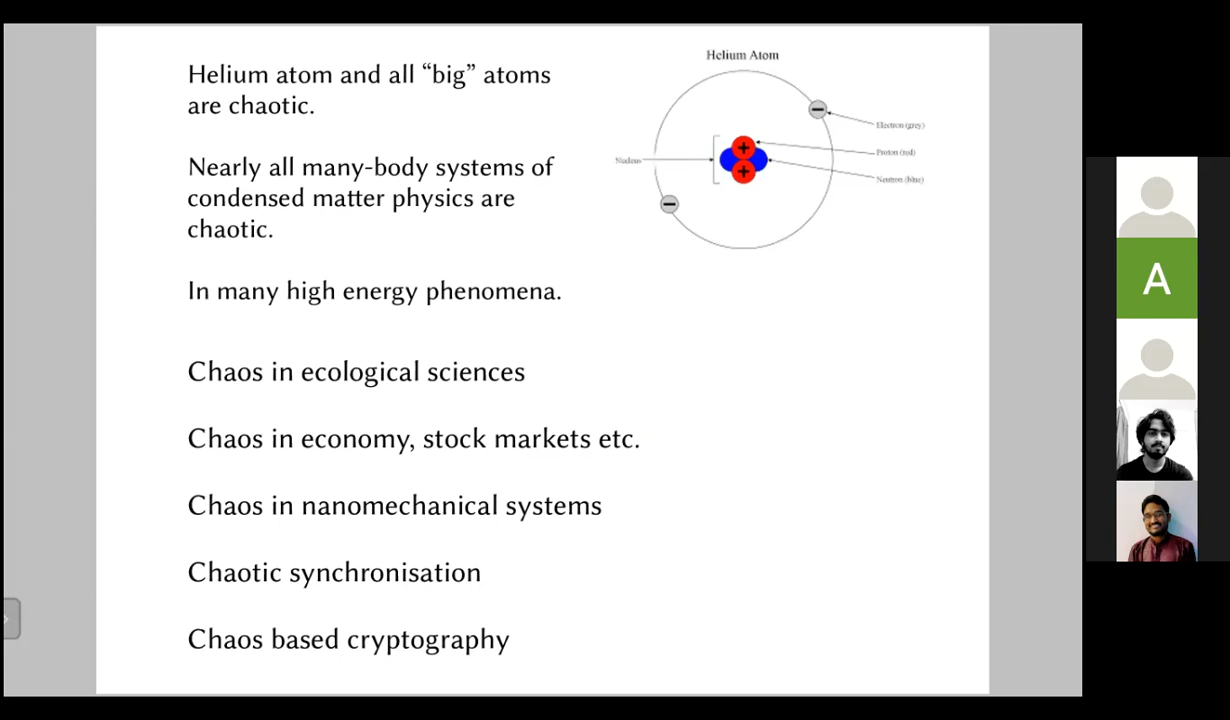 Helium atom and all “big” atoms
are chaotic.
Nearly all many-body systems of
condensed matter physics are
chaotic.
In many high energy phenomena.
Helium Atom
Electron (grey)
Proton (red)
Neutron (blue)
Nucleus
+
+
−
−
Chaos in ecological sciences
Chaos in economy, stock markets etc.
Chaos in nanomechanical systems
Chaotic synchronisation
Chaos based cryptography
A